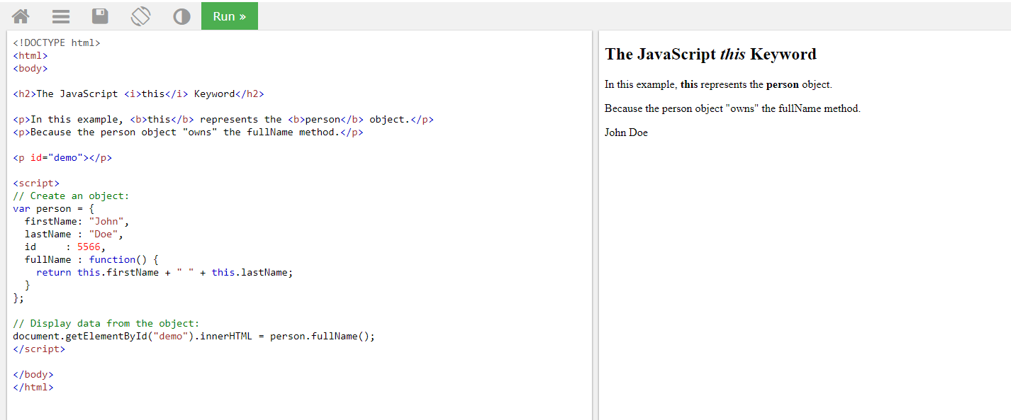 Run »
<!DOCTYPE html>
<html>
<body>
<h2>The JavaScript <i>this</i> Keyword</h2>
<p>In this example, <b>this</b> represents the <b>person</b> object.</p>
<p>Because the person object "owns" the fullName method.</p>
<p id="demo"></p>
<script>
// Create an object:
var person = {
  firstName: "John",
  lastName : "Doe",
  id     : 5566,
  fullName : function() {
    return this.firstName + " " + this.lastName;
  }
};
// Display data from the object:
document.getElementById("demo").innerHTML = person.fullName();
</script>
</body>
</html>
The JavaScript this Keyword
In this example, this represents the person object.
Because the person object "owns" the fullName method.
John Doe